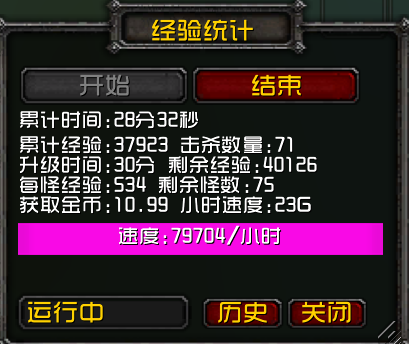 经验统计
开始 结束
累计时间:28分32秒
累计经验:37923 击杀数量:71
升级时间:30分 剩余经验:40126
每怪经验:534 剩余怪数:75
获取金币:10.99 小时速度:23G
速度:79704/小时
运行中 历史 关闭